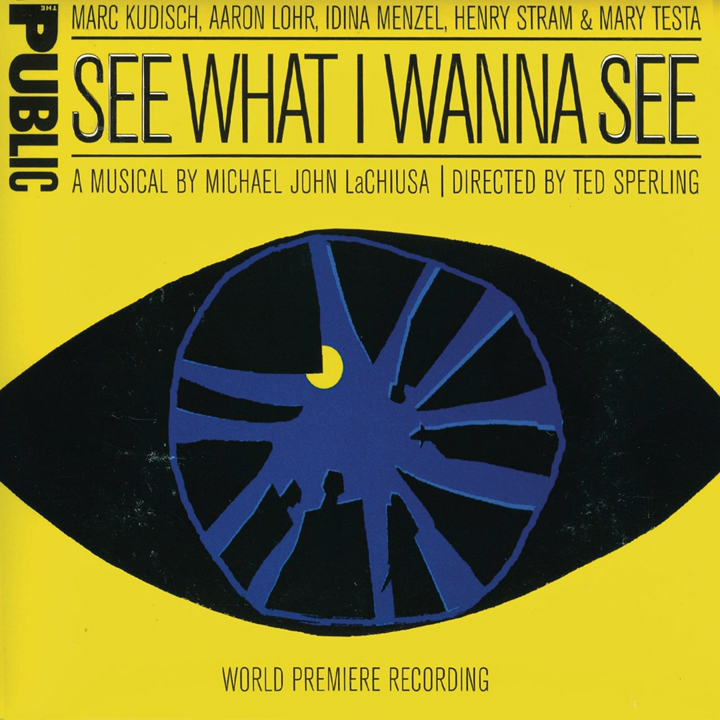 MARC KUDISCH, AARON LOHR, IDINA MENZEL, HENRY STRAM & MARY TESTA
THE PUBLIC
SEE WHAT I WANNA SEE
A MUSICAL BY MICHAEL JOHN LaCHIUSA | DIRECTED BY TED SPERLING
WORLD PREMIERE RECORDING